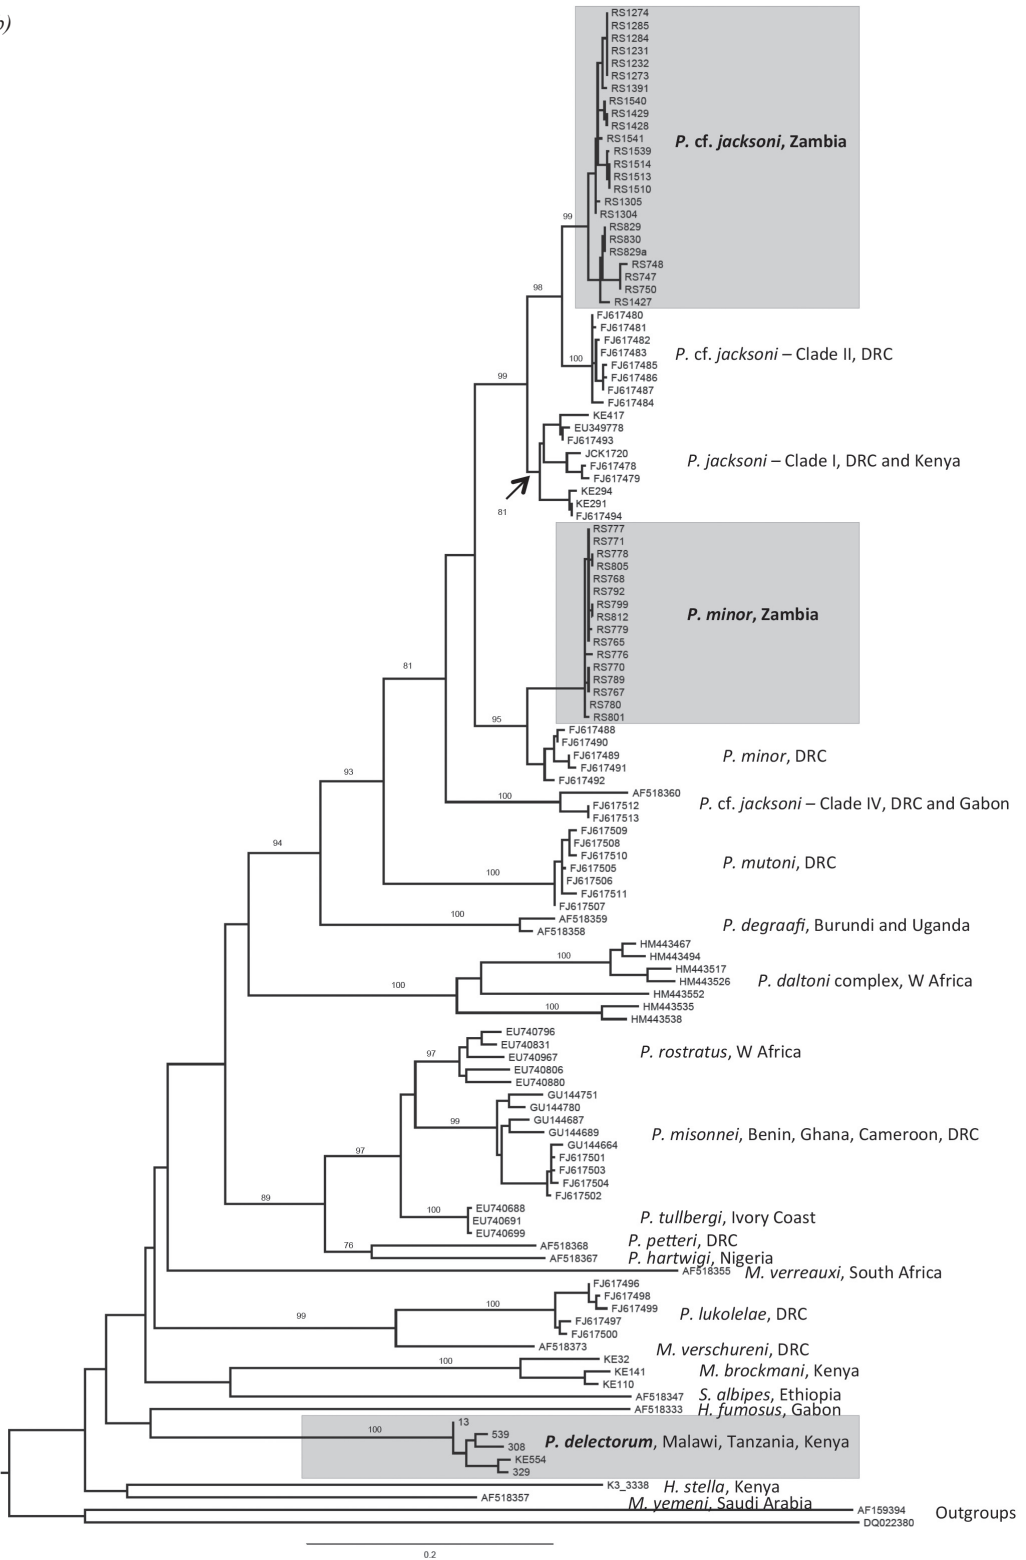 b)
RS1274
RS1285
RS1284
RS1231
RS1232
RS1273
RS1391
RS1540
RS1429
RS1428
RS1541
P. cf. jacksoni, Zambia
RS1539
RS1514
RS1513
RS1510
RS1305
RS1304
99
RS829
RS830
RS829a
RS748
RS747
RS750
98
RS1427
FJ617480
FJ617481
FJ617482
FJ617483
P. cf. jacksoni – Clade II, DRC
100
FJ617485
FJ617486
99
FJ617487
FJ617484
KE417
EU349778
FJ617493
JCK1720
P. jacksoni – Clade I, DRC and Kenya
FJ617478
FJ617479
KE294
KE291
81
FJ617494
RS777
RS771
RS778
RS805
RS768
RS792
RS799
RS812
P. minor, Zambia
RS779
RS765
RS776
81
RS770
RS789
RS767
RS780
95
RS801
FJ617488
FJ617490
FJ617489
P. minor, DRC
FJ617491
93
FJ617492
AF518360
100
FJ617512
P. cf. jacksoni – Clade IV, DRC and Gabon
FJ617513
FJ617509
94
FJ617508
FJ617510
P. mutoni, DRC
FJ617505
100
FJ617506
FJ617511
FJ617507
100
AF518359
P. degraafi, Burundi and Uganda
AF518358
HM443467
100
HM443494
HM443517
HM443526
P. daltoni complex, W Africa
100
HM443552
100
HM443535
HM443538
EU740796
EU740831
97
EU740967
P. rostratus, W Africa
EU740806
EU740880
GU144751
GU144780
99
GU144687
GU144689
P. misonnei, Benin, Ghana, Cameroon, DRC
GU144664
97
FJ617501
FJ617503
FJ617504
FJ617502
89
EU740688
100
EU740691
P. tullbergi, Ivory Coast
EU740699
76
AF518368
P. petteri, DRC
AF518367
P. hartwigi, Nigeria
AF518355
M. verreauxi, South Africa
FJ617496
FJ617498
100
FJ617499
P. lukolelae, DRC
99
FJ617497
FJ617500
AF518373
M. verschureni, DRC
100
KE32
KE141
M. brockmani, Kenya
KE110
AF518347
S. albipes, Ethiopia
AF518333
H. fumosus, Gabon
13
100
539
P. delectorum, Malawi, Tanzania, Kenya
308
KE554
329
K3_3338
H. stella, Kenya
AF518357
M. yemeni, Saudi Arabia
AF159394
Outgroups
DQ022380
0.2